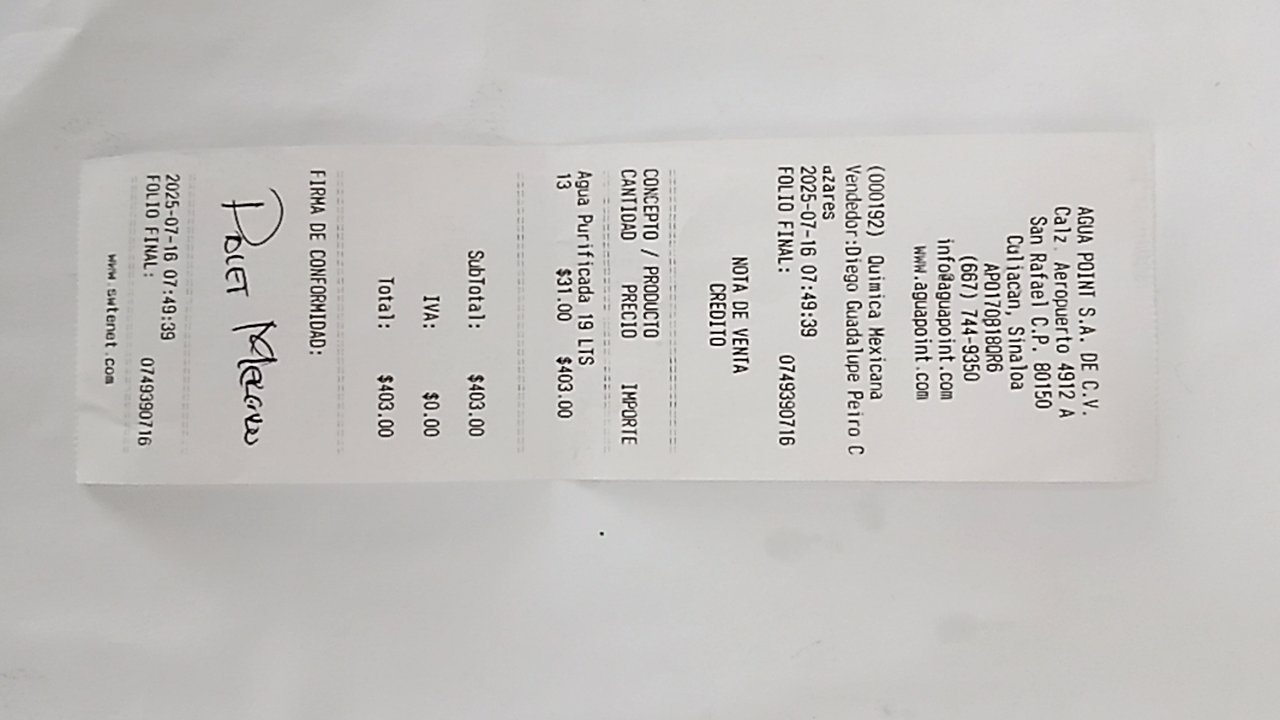 AGUA POINT S.A. DE C.V.
Calz. Aeropuerto 4912 A
San Rafael C.P. 80150
Culiacan, Sinaloa
APO170818QR6
(667) 744-9350
info@aguapoint.com
www.aguapoint.com
(000192) Quimica Mexicana
Vendedor:Diego Guadalupe Peiro C
azares
2025-07-16 07:49:39
FOLIO FINAL: 0749390716
NOTA DE VENTA
CREDITO
CONCEPTO / PRODUCTO
CANTIDAD PRECIO IMPORTE
Agua Purificada 19 LTS
13 $31.00 $403.00
SubTotal: $403.00
IVA: $0.00
Total: $403.00
FIRMA DE CONFORMIDAD:
2025-07-16 07:49:39
FOLIO FINAL: 0749390716
www.swtenet.com